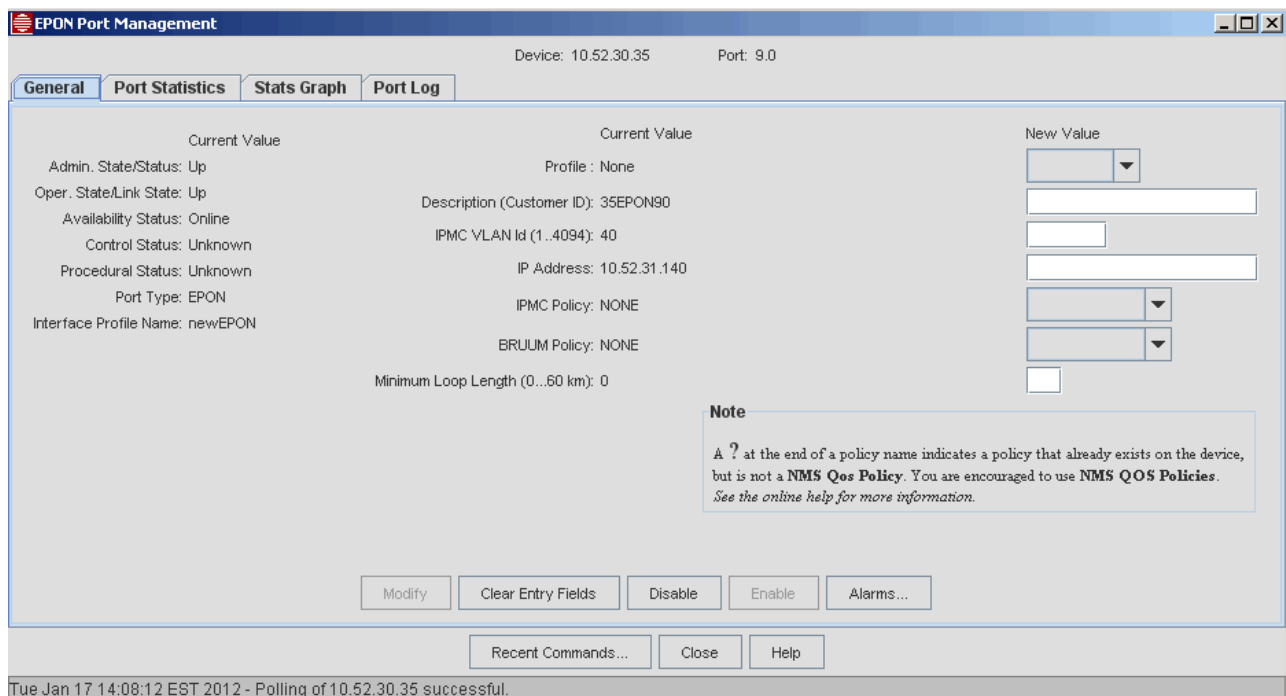 EPON Port Management
Device: 10.52.30.35 Port: 9.0
General Port Statistics Stats Graph Port Log
Current Value
Admin. State/Status: Up
Oper. State/Link State: Up
Availability Status: Online
Control Status: Unknown
Procedural Status: Unknown
Port Type: EPON
Interface Profile Name: newEPON
Current Value New Value
Profile : None
Description (Customer ID): 35EPON90
IPMC VLAN Id (1..4094): 40
IP Address: 10.52.31.140
IPMC Policy: NONE
BRUUM Policy: NONE
Minimum Loop Length (0...60 km): 0
Note
A ? at the end of a policy name indicates a policy that already exists on the device,
but is not a NMS Qos Policy. You are encouraged to use NMS QOS Policies.
See the online help for more information.
Modify Clear Entry Fields Disable Enable Alarms...
Recent Commands... Close Help
Tue Jan 17 14:08:12 EST 2012 - Polling of 10.52.30.35 successful.